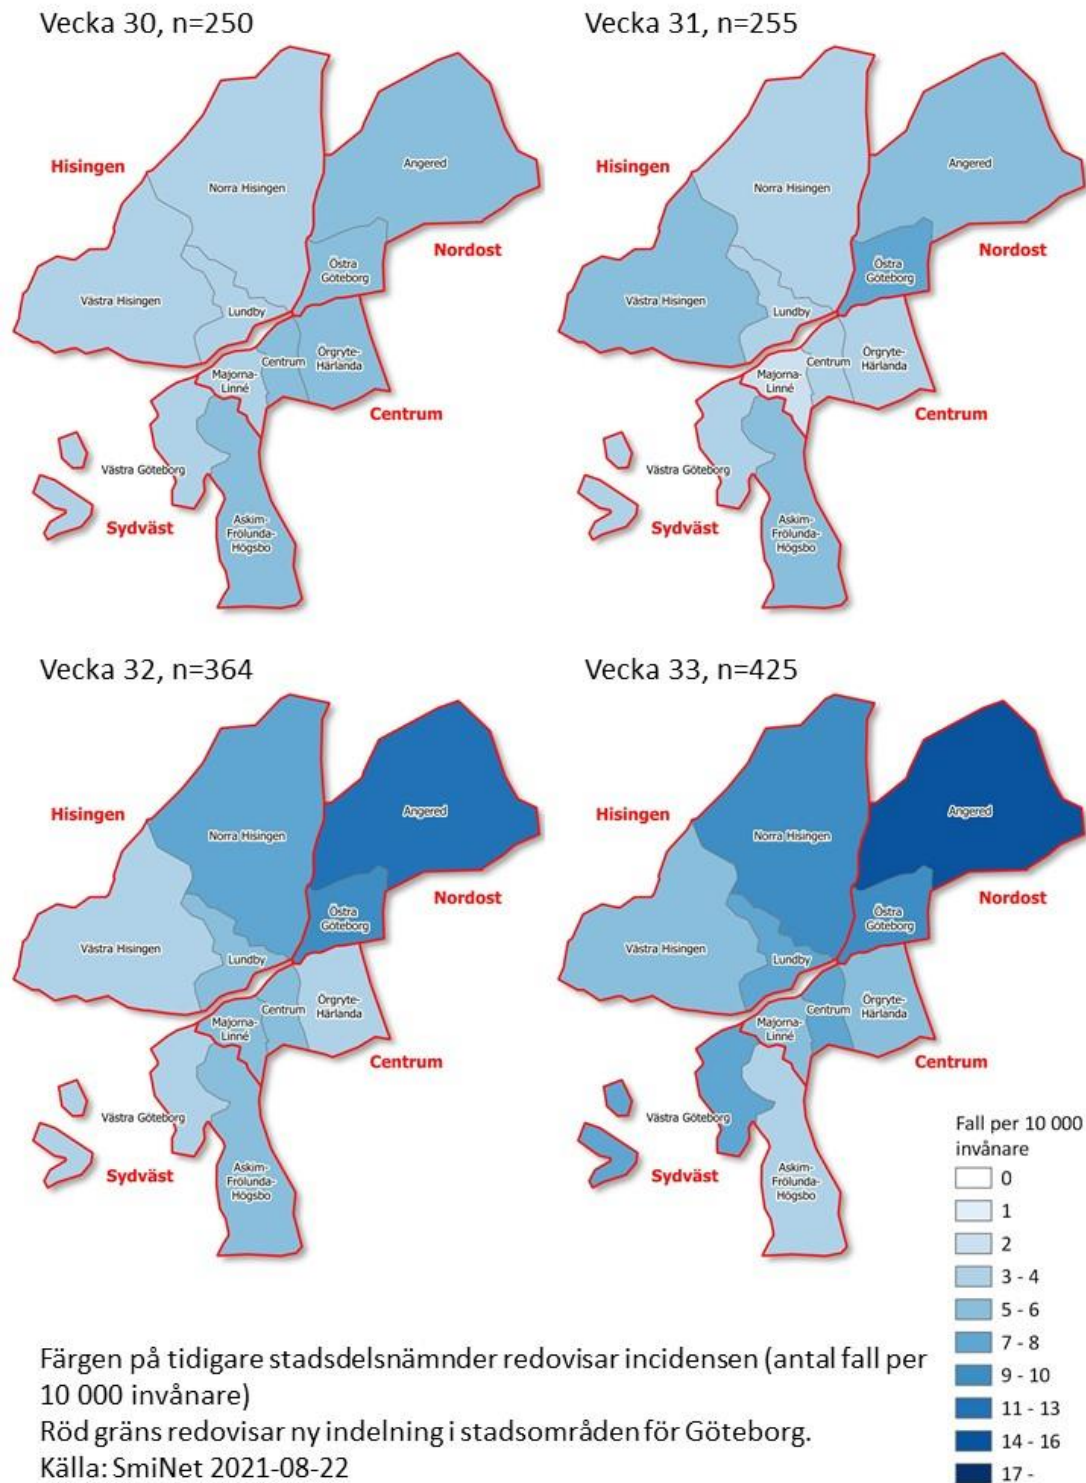 Vecka 30, n=250
Hisingen
Norra Hisingen
Angered
Nordost
Östra
Göteborg
Västra Hisingen
Lundby
Centrum
Örgryte-
Härlanda
Majorna-
Linné
Centrum
Västra Göteborg
Sydväst
Askim-
Frölunda-
Högsbo
Vecka 31, n=255
Hisingen
Norra Hisingen
Angered
Nordost
Östra
Göteborg
Västra Hisingen
Lundby
Centrum
Örgryte-
Härlanda
Majorna-
Linné
Centrum
Västra Göteborg
Sydväst
Askim-
Frölunda-
Högsbo
Vecka 32, n=364
Hisingen
Norra Hisingen
Angered
Nordost
Östra
Göteborg
Västra Hisingen
Lundby
Centrum
Örgryte-
Härlanda
Majorna-
Linné
Centrum
Västra Göteborg
Sydväst
Askim-
Frölunda-
Högsbo
Vecka 33, n=425
Hisingen
Norra Hisingen
Angered
Nordost
Östra
Göteborg
Västra Hisingen
Lundby
Centrum
Örgryte-
Härlanda
Majorna-
Linné
Centrum
Västra Göteborg
Sydväst
Askim-
Frölunda-
Högsbo
Fall per 10 000
invånare
0
1
2
3 - 4
5 - 6
7 - 8
9 - 10
11 - 13
14 - 16
17 -
Färgen på tidigare stadsdelsnämnder redovisar incidensen (antal fall per
10 000 invånare)
Röd gräns redovisar ny indelning i stadsområden för Göteborg.
Källa: SmiNet 2021-08-22